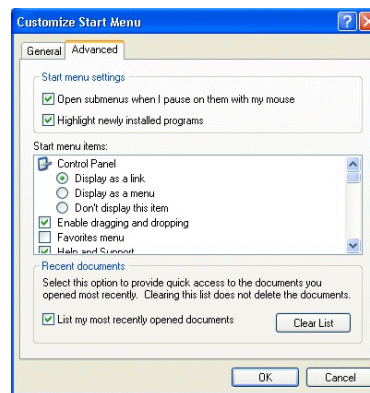 Customize Start Menu
General Advanced
Start menu settings
Open submenus when I pause on them with my mouse
Highlight newly installed programs
Start menu items:
Control Panel
Display as a link
Display as a menu
Don't display this item
Enable dragging and dropping
Favorites menu
Help and Support
Recent documents
Select this option to provide quick access to the documents you
opened most recently. Clearing this list does not delete the documents.
List my most recently opened documents Clear List
OK Cancel